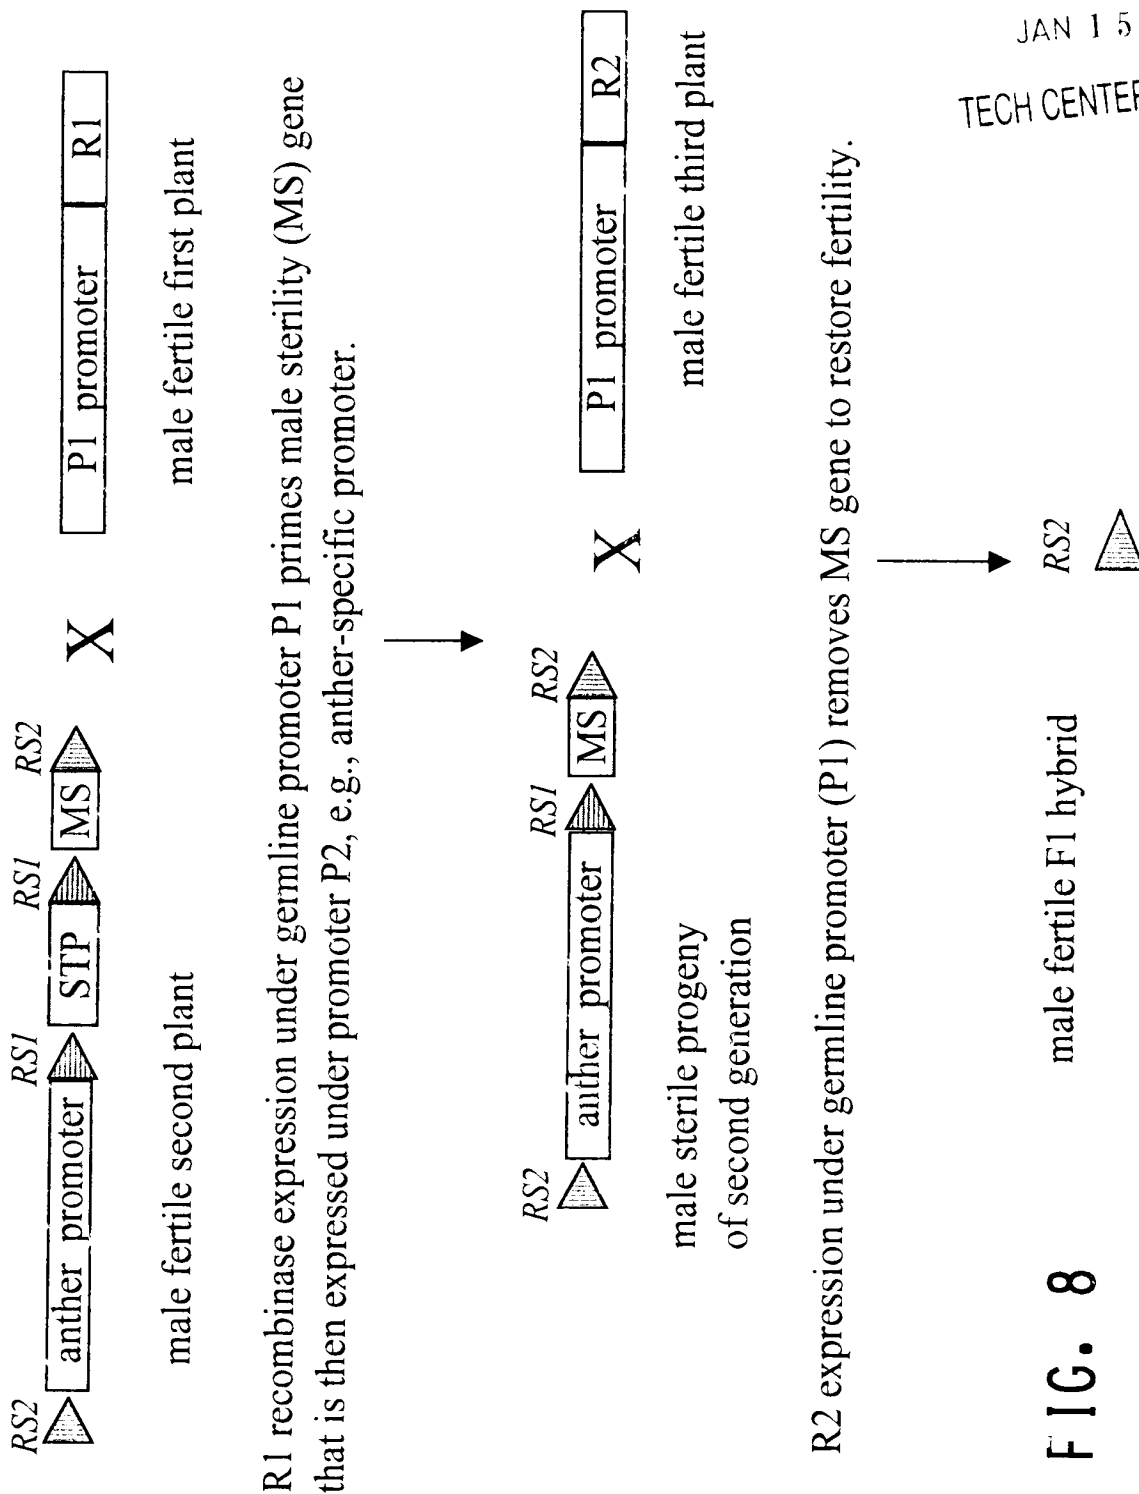 JAN 1 5
TECH CENTER
RS2 RS1 RS1 RS2
anther promoter STP MS X P1 promoter R1
male fertile second plant male fertile first plant
R1 recombinase expression under germline promoter P1 primes male sterility (MS) gene
that is then expressed under promoter P2, e.g., anther-specific promoter.
RS2 RS1 RS2
anther promoter MS X P1 promoter R2
male sterile progeny
of second generation
male fertile third plant
R2 expression under germline promoter (P1) removes MS gene to restore fertility.
RS2
male fertile F1 hybrid
FIG. 8